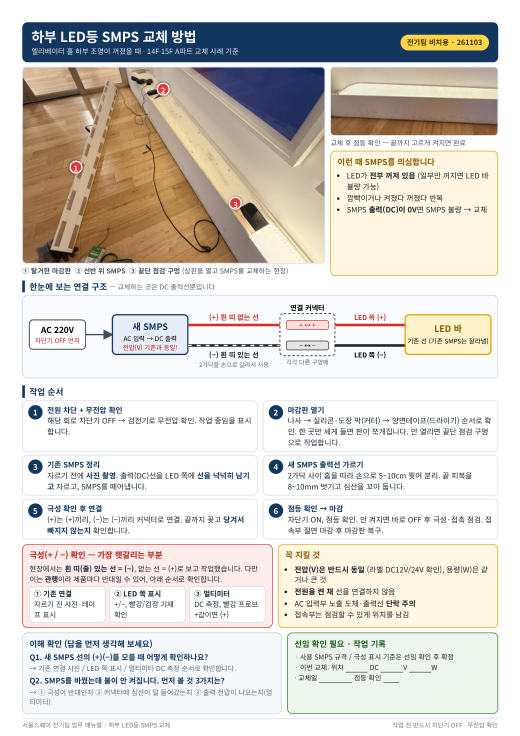 하부 LED등 SMPS 교체 방법
엘리베이터 홀 하부 조명이 꺼졌을 때 · 14F·15F A파트 교체 사례 기준
전기팀 비치용 · 261103
1
2
3
교체 후 점등 확인 — 끝까지 고르게 켜지면 완료
이런 때 SMPS를 의심합니다
• LED가 전부 꺼져 있음 (일부만 꺼지면 LED 바
불량 가능)
• 깜빡이거나 켜졌다 꺼졌다 반복
• SMPS 출력(DC)이 0V면 SMPS 불량 → 교체
① 탈거한 마감판 ② 선반 위 SMPS ③ 끝단 점검 구멍 (상판을 열고 SMPS를 교체하는 현장)
한눈에 보는 연결 구조 — 교체하는 곳은 DC 출력선뿐입니다
AC 220V
차단기 OFF 먼저
새 SMPS
AC 입력 → DC 출력
전압(V) 기존과 동일!
(+) 흰 띠 없는 선
(−) 흰 띠 있는 선
2가닥을 손으로 갈라서 사용
연결 커넥터
+ ↔ +
− ↔ −
각각 다른 구멍에
LED 쪽 (+)
LED 쪽 (−)
LED 바
기존 선 (기존 SMPS는 잘라냄)
작업 순서
1 전원 차단 + 무전압 확인
해당 회로 차단기 OFF → 검전기로 무전압 확인. 작업 중임을 표시
합니다.
2 마감판 열기
나사 → 실리콘·도장 막(커터) → 양면테이프(드라이기) 순서로 확
인. 한 곳만 세게 들면 판이 쪼개집니다. 안 열리면 끝단 점검 구멍
으로 작업합니다.
3 기존 SMPS 정리
자르기 전에 사진 촬영. 출력(DC)선을 LED 쪽에 선을 넉넉히 남기
고 자르고, SMPS를 떼어냅니다.
4 새 SMPS 출력선 가르기
2가닥 사이 홈을 따라 손으로 5~10cm 찢어 분리. 끝 피복을
8~10mm 벗기고 심선을 꼬아 둡니다.
5 극성 확인 후 연결
(+)는 (+)끼리, (−)는 (−)끼리 커넥터로 연결. 끝까지 꽂고 당겨서
빠지지 않는지 확인합니다.
6 점등 확인 → 마감
차단기 ON, 점등 확인. 안 켜지면 바로 OFF 후 극성·접촉 점검. 접
속부 절연 마감 후 마감판 복구.
극성(+ / −) 확인 — 가장 헷갈리는 부분
현장에서는 흰 띠(줄) 있는 선 = (−), 없는 선 = (+)로 보고 작업했습니다. 다만
이는 관행이라 제품마다 반대일 수 있어, 아래 순서로 확인합니다.
① 기존 연결
자르기 전 사진·테이
프 표시
② LED 쪽 표시
+/−, 빨강/검정 기재
확인
③ 멀티미터
DC 측정, 빨강 프로브
+값이면 (+)
꼭 지킬 것
• 전압(V)은 반드시 동일 (라벨 DC12V/24V 확인), 용량(W)은 같
거나 큰 것
• 전원을 켠 채 선을 연결하지 않음
• AC 입력부 노출 도체·출력선 단락 주의
• 접속부는 점검할 수 있게 위치를 남김
이해 확인 (답을 먼저 생각해 보세요)
Q1. 새 SMPS 선의 (+)(−)를 모를 때 어떻게 확인하나요?
→ 기존 연결 사진 / LED 쪽 표시 / 멀티미터 DC 측정 순서로 확인합니다.
Q2. SMPS를 바꿨는데 불이 안 켜집니다. 먼저 볼 것 3가지는?
→ ① 극성이 반대인지 ② 커넥터에 심선이 덜 들어갔는지 ③ 출력 전압이 나오는지(멀
티미터)
선임 확인 필요 · 작업 기록
· 사용 SMPS 규격 / 극성 표시 기준은 선임 확인 후 확정
· 이번 교체: 위치 ______ DC ______ V ______ W
· 교체일 ______ 점등 확인 ______
서울스퀘어 전기팀 업무 매뉴얼 · 하부 LED등 SMPS 교체
작업 전 반드시 차단기 OFF · 무전압 확인